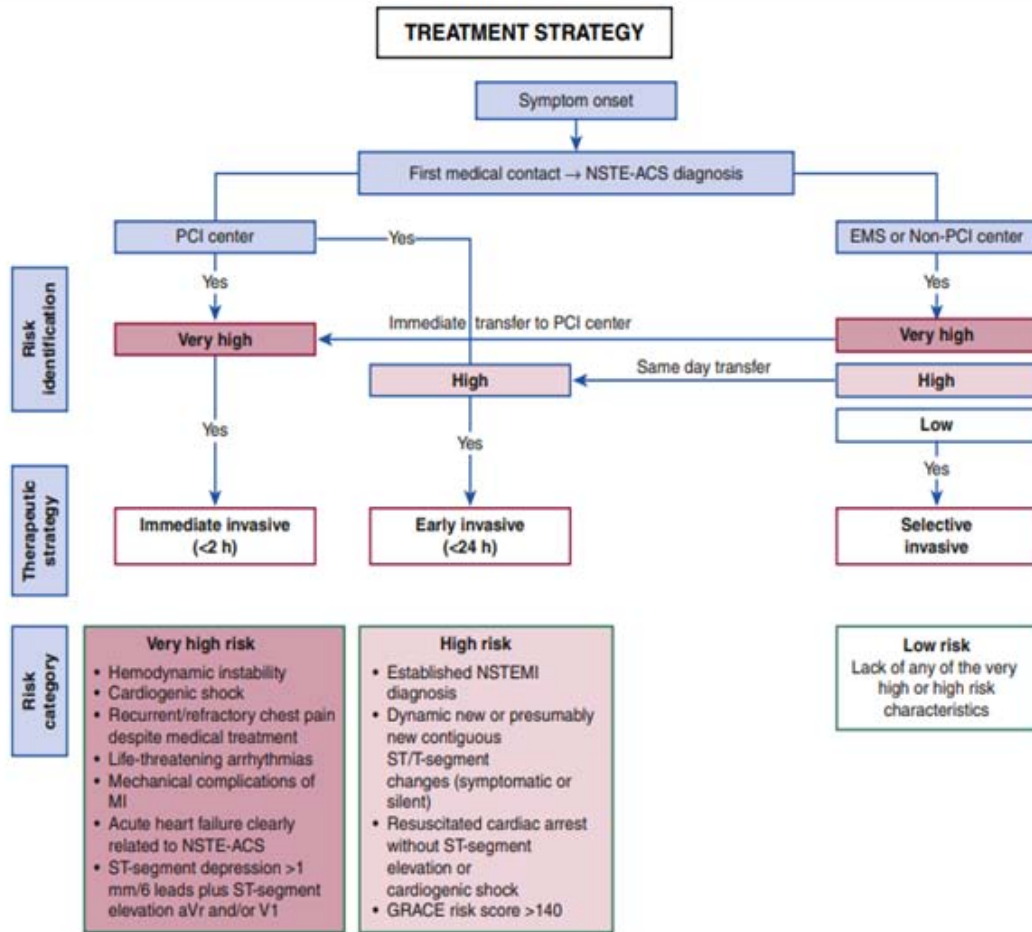 TREATMENT STRATEGY
Symptom onset
First medical contact → NSTE-ACS diagnosis
PCI center
Yes
EMS or Non-PCI center
Yes
Yes
Risk
identification
Immediate transfer to PCI center
Very high
Very high
Same day transfer
High
High
Low
Yes
Yes
Yes
Therapeutic
strategy
Immediate invasive
(<2 h)
Early invasive
(<24 h)
Selective
invasive
Risk
category
Very high risk
• Hemodynamic instability
• Cardiogenic shock
• Recurrent/refractory chest pain
despite medical treatment
• Life-threatening arrhythmias
• Mechanical complications of
MI
• Acute heart failure clearly
related to NSTE-ACS
• ST-segment depression >1
mm/6 leads plus ST-segment
elevation aVr and/or V1
High risk
• Established NSTEMI
diagnosis
• Dynamic new or presumably
new contiguous
ST/T-segment
changes (symptomatic or
silent)
• Resuscitated cardiac arrest
without ST-segment
elevation or
cardiogenic shock
• GRACE risk score >140
Low risk
Lack of any of the very
high or high risk
characteristics